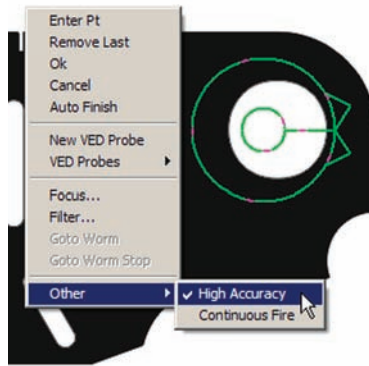 Enter Pt
Remove Last
Ok
Cancel
Auto Finish
New VED Probe
VED Probes
Focus...
Filter...
Goto Worm
Goto Worm Stop
Other
High Accuracy
Continuous Fire